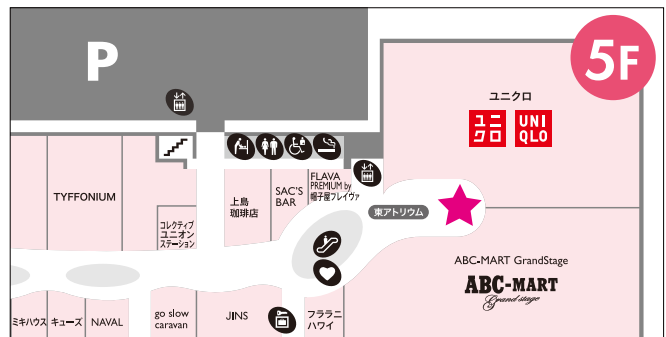 P
5F
ユニクロ
ユニ
クロ
UNI
QLO
TYFFONIUM
コレクティブ
ユニオン
ステーション
上島
珈琲店
SAC'S
BAR
FLAVA
PREMIUM by
帽子屋フレイヴァ
東アトリウム
ABC-MART GrandStage
ABC-MART
Grand stage
ミキハウス
キューズ
NAVAL
go slow
caravan
JINS
フララニ
ハワイ